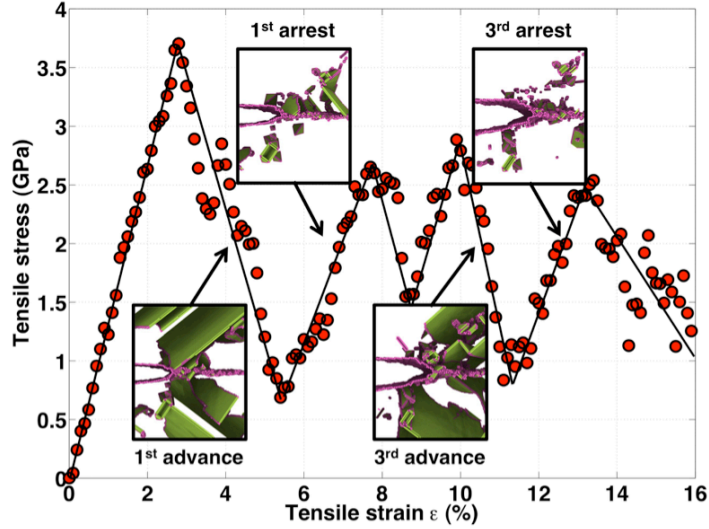 1st arrest
3rd arrest
4
3.5
3
2.5
2
1.5
1
0.5
0
Tensile stress (GPa)
1st advance
3rd advance
0 2 4 6 8 10 12 14 16
Tensile strain ε (%)